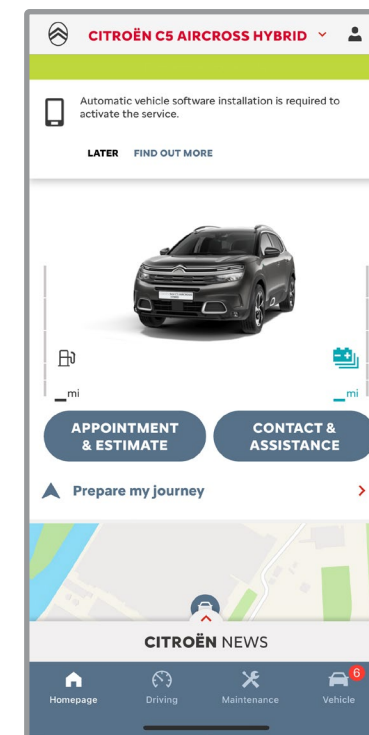 CITROËN C5 AIRCROSS HYBRID
Automatic vehicle software installation is required to
activate the service.
LATER FIND OUT MORE
_mi
_mi
APPOINTMENT
& ESTIMATE
CONTACT &
ASSISTANCE
Prepare my journey
CITROËN NEWS
6
Homepage Driving Maintenance Vehicle